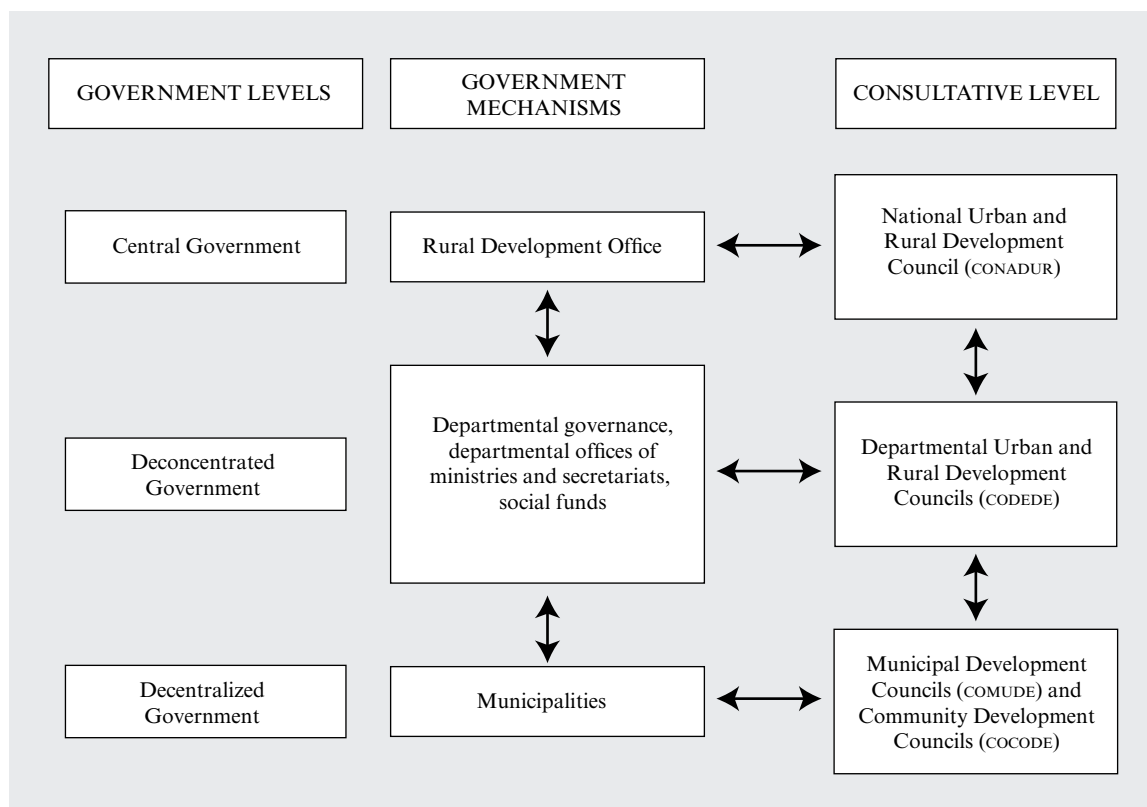 GOVERNMENT LEVELS
GOVERNMENT
MECHANISMS
CONSULTATIVE LEVEL
Central Government
Rural Development Office
National Urban and
Rural Development
Council (CONADUR)
Deconcentrated
Government
Departmental governance,
departmental offices of
ministries and secretariats,
social funds
Departmental Urban and
Rural Development
Councils (CODEDE)
Decentralized
Government
Municipalities
Municipal Development
Councils (COMUDE) and
Community Development
Councils (COCODE)